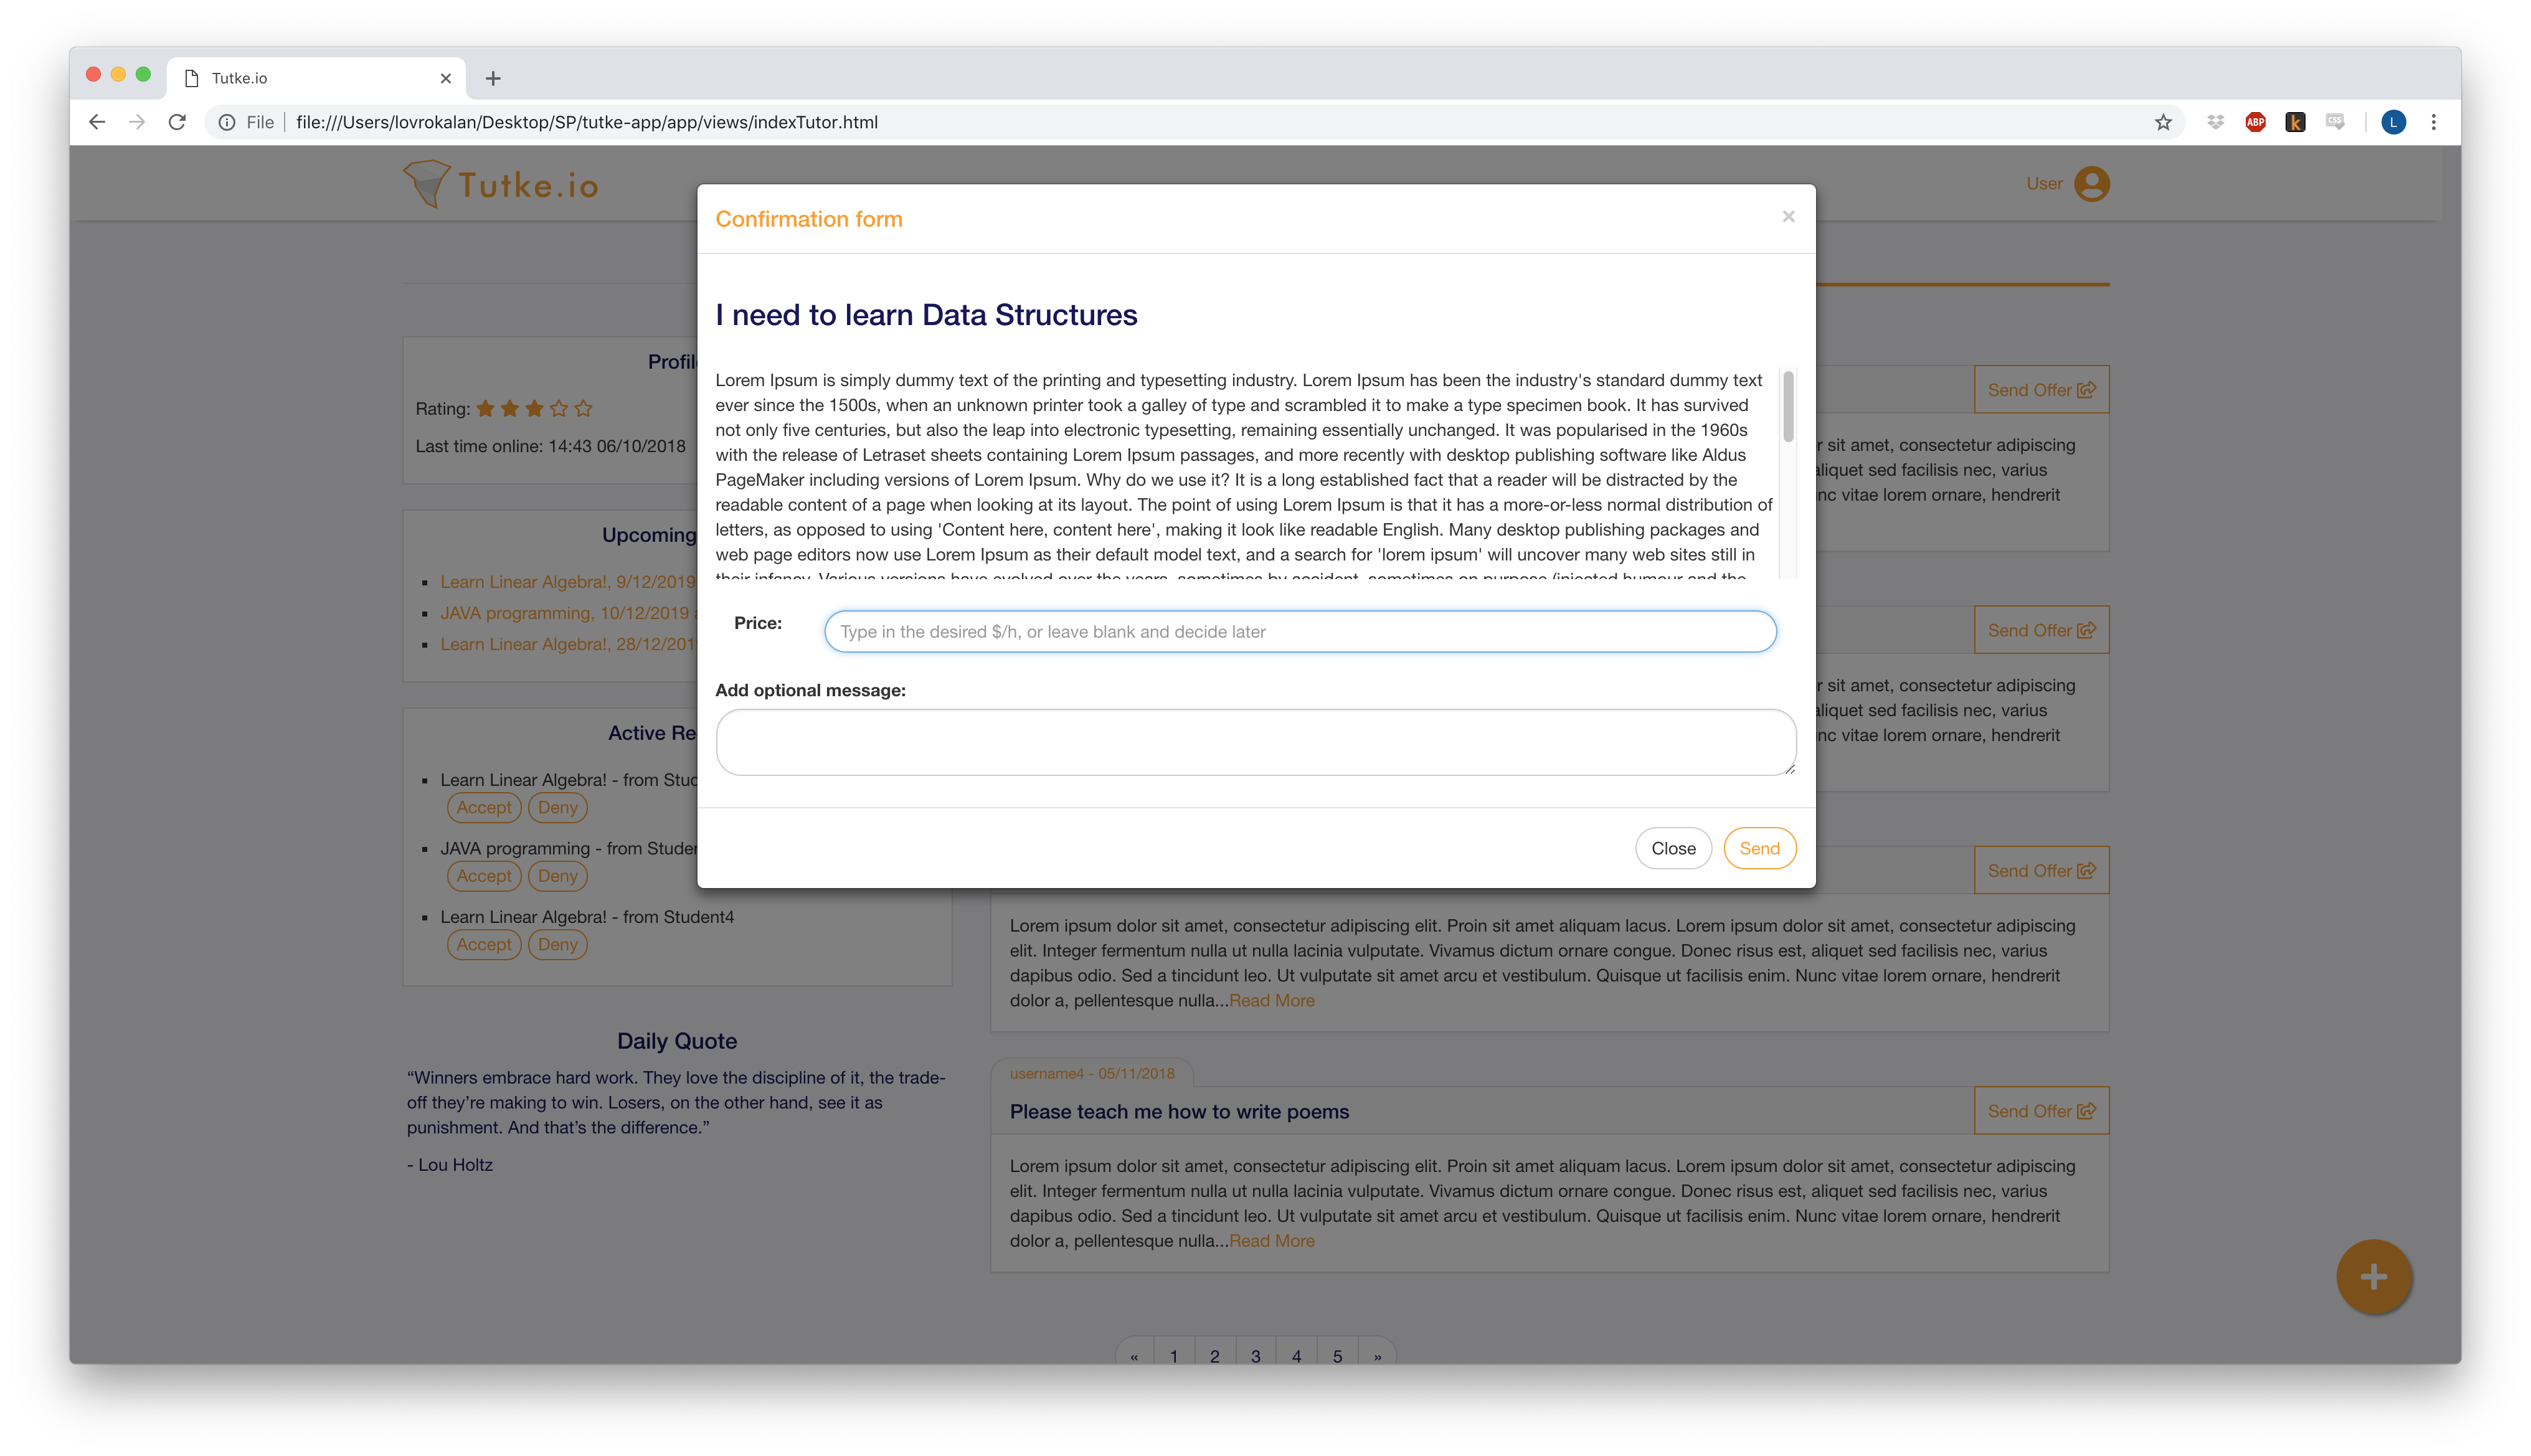 Tutke.io
File
file:///Users/lovrokalan/Desktop/SP/tutke-app/app/views/indexTutor.html
ABP
k
CSS
L
Tutke.io
User
Confirmation form
×
I need to learn Data Structures
Lorem Ipsum is simply dummy text of the printing and typesetting industry. Lorem Ipsum has been the industry's standard dummy text
ever since the 1500s, when an unknown printer took a galley of type and scrambled it to make a type specimen book. It has survived
not only five centuries, but also the leap into electronic typesetting, remaining essentially unchanged. It was popularised in the 1960s
with the release of Letraset sheets containing Lorem Ipsum passages, and more recently with desktop publishing software like Aldus
PageMaker including versions of Lorem Ipsum. Why do we use it? It is a long established fact that a reader will be distracted by the
readable content of a page when looking at its layout. The point of using Lorem Ipsum is that it has a more-or-less normal distribution of
letters, as opposed to using 'Content here, content here', making it look like readable English. Many desktop publishing packages and
web page editors now use Lorem Ipsum as their default model text, and a search for 'lorem ipsum' will uncover many web sites still in
their infancy. Various versions have evolved over the years, sometimes by accident, sometimes on purpose (injected humour and the
Price:
Type in the desired $/h, or leave blank and decide later
Add optional message:
Close
Send
Profil
Rating:
Last time online: 14:43 06/10/2018
Upcoming
Learn Linear Algebra!, 9/12/2019
JAVA programming, 10/12/2019
Learn Linear Algebra!, 28/12/201
Active Re
Learn Linear Algebra! - from Stud
Accept
Deny
JAVA programming - from Studen
Accept
Deny
Learn Linear Algebra! - from Student4
Accept
Deny
Daily Quote
“Winners embrace hard work. They love the discipline of it, the trade-
off they’re making to win. Losers, on the other hand, see it as
punishment. And that’s the difference.”
- Lou Holtz
Send Offer
r sit amet, consectetur adipiscing
aliquet sed facilisis nec, varius
nc vitae lorem ornare, hendrerit
Send Offer
r sit amet, consectetur adipiscing
aliquet sed facilisis nec, varius
nc vitae lorem ornare, hendrerit
Send Offer
Lorem ipsum dolor sit amet, consectetur adipiscing elit. Proin sit amet aliquam lacus. Lorem ipsum dolor sit amet, consectetur adipiscing
elit. Integer fermentum nulla ut nulla lacinia vulputate. Vivamus dictum ornare congue. Donec risus est, aliquet sed facilisis nec, varius
dapibus odio. Sed a tincidunt leo. Ut vulputate sit amet arcu et vestibulum. Quisque ut facilisis enim. Nunc vitae lorem ornare, hendrerit
dolor a, pellentesque nulla...Read More
username4 - 05/11/2018
Please teach me how to write poems
Send Offer
Lorem ipsum dolor sit amet, consectetur adipiscing elit. Proin sit amet aliquam lacus. Lorem ipsum dolor sit amet, consectetur adipiscing
elit. Integer fermentum nulla ut nulla lacinia vulputate. Vivamus dictum ornare congue. Donec risus est, aliquet sed facilisis nec, varius
dapibus odio. Sed a tincidunt leo. Ut vulputate sit amet arcu et vestibulum. Quisque ut facilisis enim. Nunc vitae lorem ornare, hendrerit
dolor a, pellentesque nulla...Read More
« 1 2 3 4 5 »